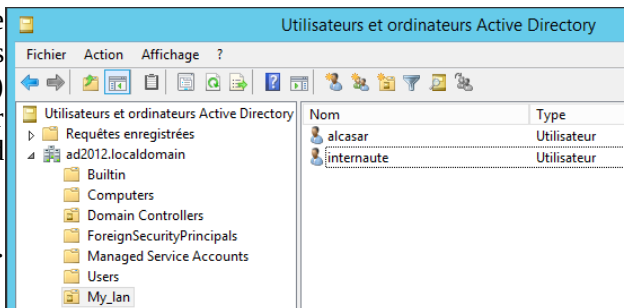 Utilisateurs et ordinateurs Active Directory
Fichier Action Affichage ?
Utilisateurs et ordinateurs Active Directory
Requêtes enregistrées
ad2012.localdomain
Builtin
Computers
Domain Controllers
ForeignSecurityPrincipals
Managed Service Accounts
Users
My_lan
Nom Type
alcasar Utilisateur
internaute Utilisateur